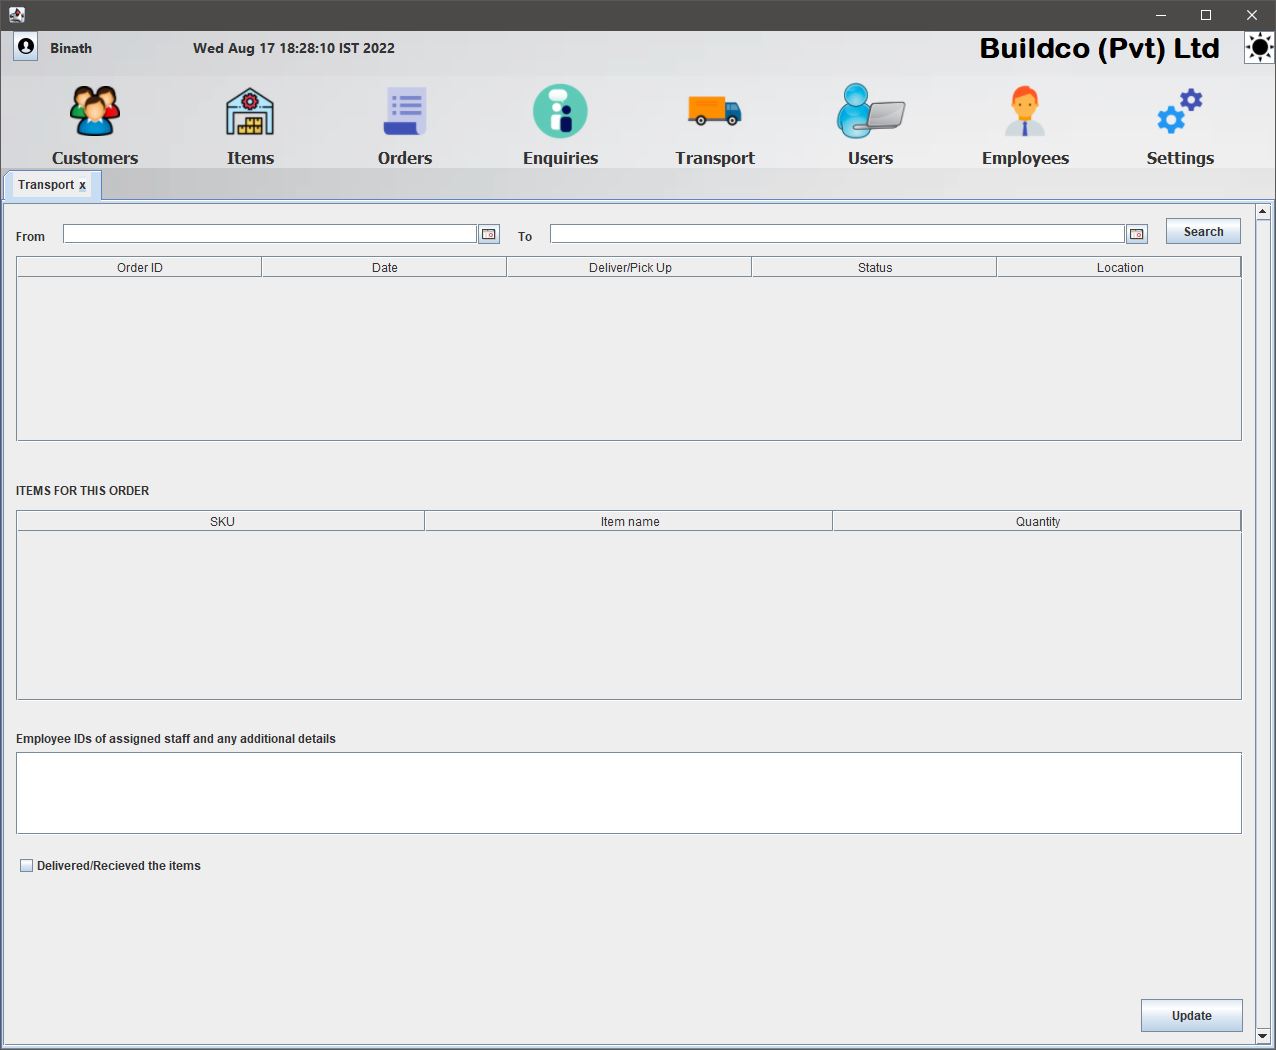 Binath Wed Aug 17 18:28:10 IST 2022 Buildco (Pvt) Ltd
Customers Items Orders Enquiries Transport Users Employees Settings
Transport x
From To Search
Order ID Date Deliver/Pick Up Status Location
ITEMS FOR THIS ORDER
SKU Item name Quantity
Employee IDs of assigned staff and any additional details
Delivered/Recieved the items
Update